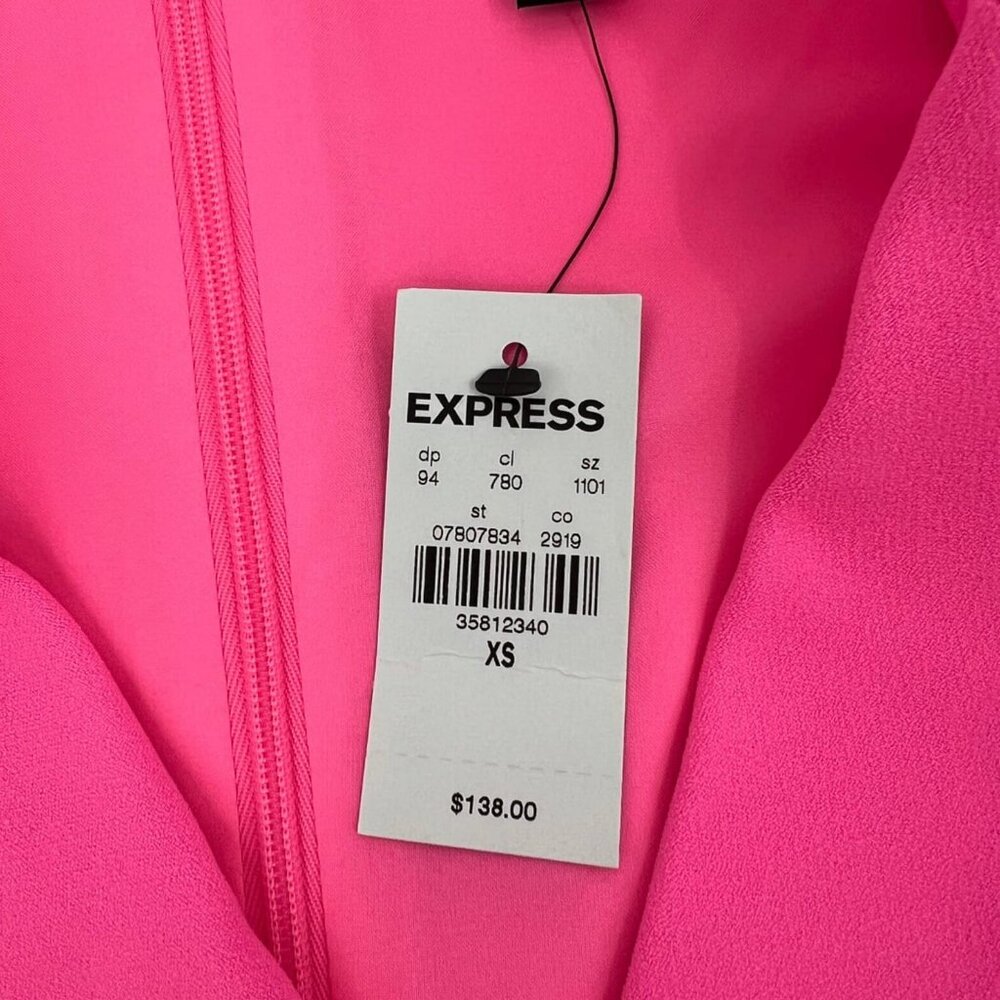 EXPRESS
dp cl sz
94 780 1101
st co
07807834 2919
35812340
XS
$138.00